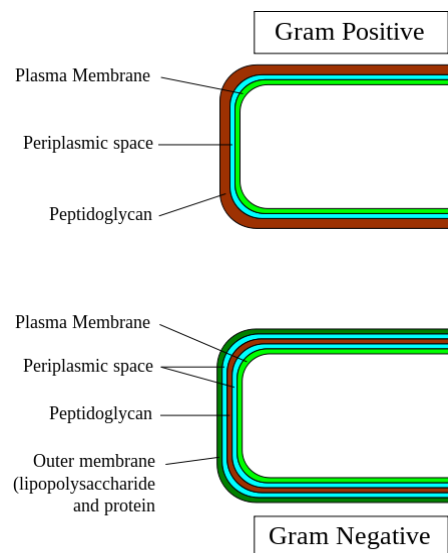 Gram Positive
Plasma Membrane
Periplasmic space
Peptidoglycan
Plasma Membrane
Periplasmic space
Peptidoglycan
Outer membrane
(lipopolysaccharide
and protein
Gram Negative